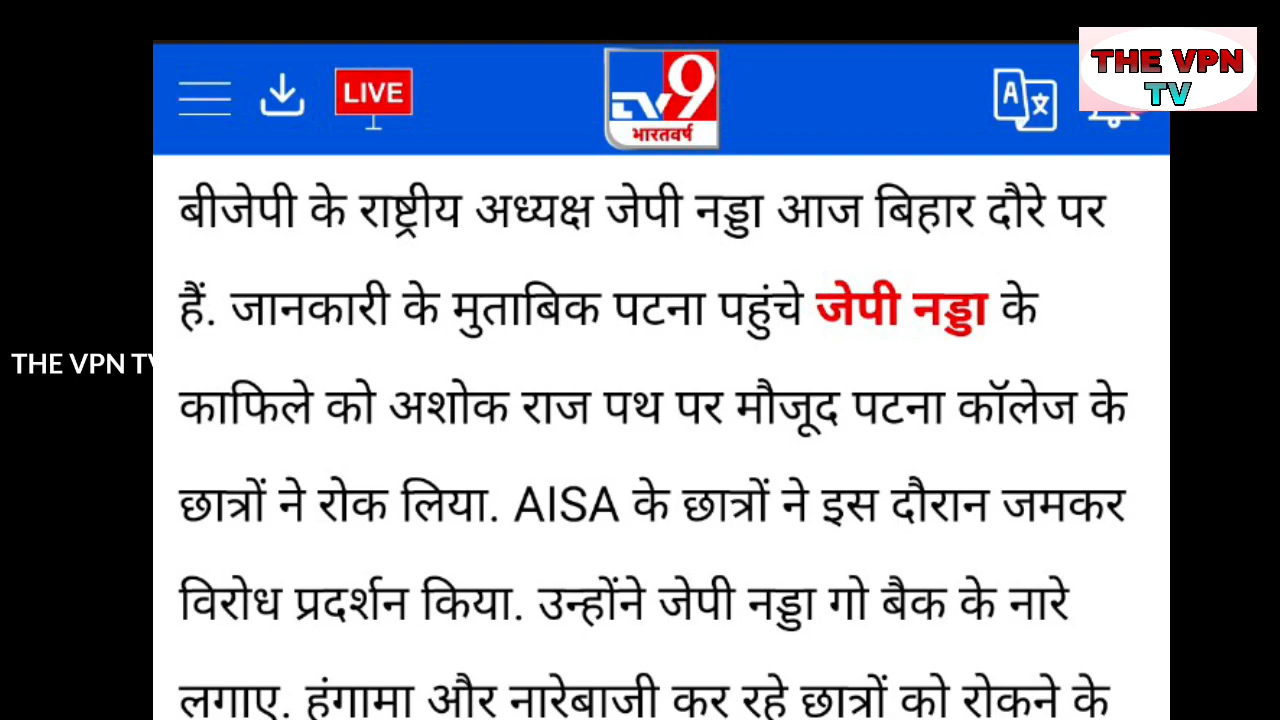 LIVE
TV9
भारतवर्ष
THE VPN
TV
बीजेपी के राष्ट्रीय अध्यक्ष जेपी नड्डा आज बिहार दौरे पर
हैं. जानकारी के मुताबिक पटना पहुंचे जेपी नड्डा के
THE VPN TV
काफिले को अशोक राज पथ पर मौजूद पटना कॉलेज के
छात्रों ने रोक लिया. AISA के छात्रों ने इस दौरान जमकर
विरोध प्रदर्शन किया. उन्होंने जेपी नड्डा गो बैक के नारे
लगाए. हंगामा और नारेबाजी कर रहे छात्रों को रोकने के